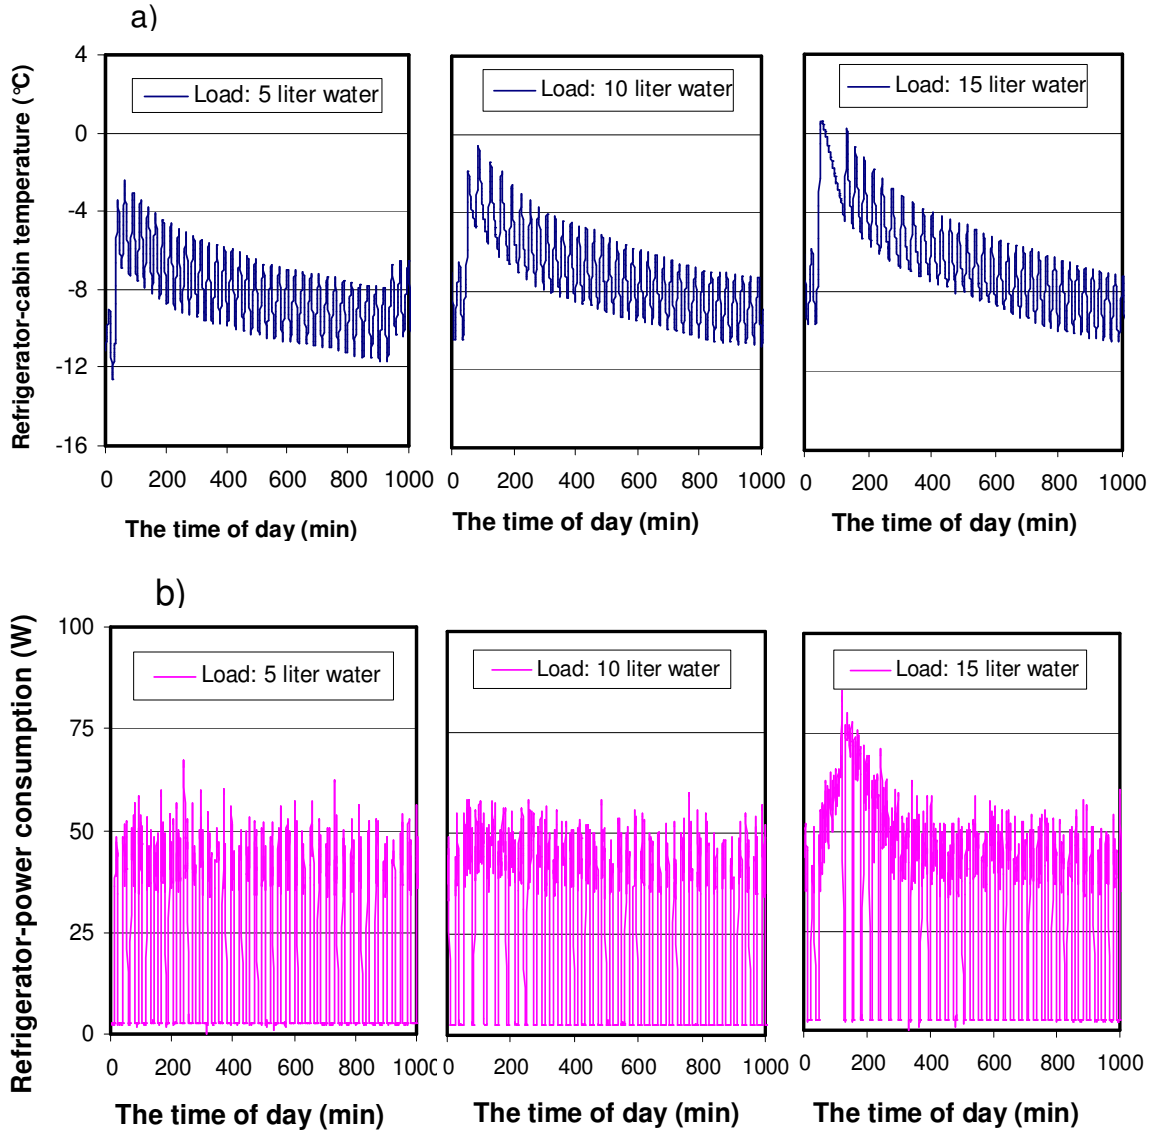 a)
Refrigerator-cabin temperature (°C)
4
0
-4
-8
-12
-16
Load: 5 liter water
Load: 10 liter water
Load: 15 liter water
0 200 400 600 800 1000
0 200 400 600 800 1000
0 200 400 600 800 1000
The time of day (min)
The time of day (min)
The time of day (min)
b)
Refrigerator-power consumption (W)
100
75
50
25
0
Load: 5 liter water
Load: 10 liter water
Load: 15 liter water
0 200 400 600 800 1000
0 200 400 600 800 1000
0 200 400 600 800 1000
The time of day (min)
The time of day (min)
The time of day (min)